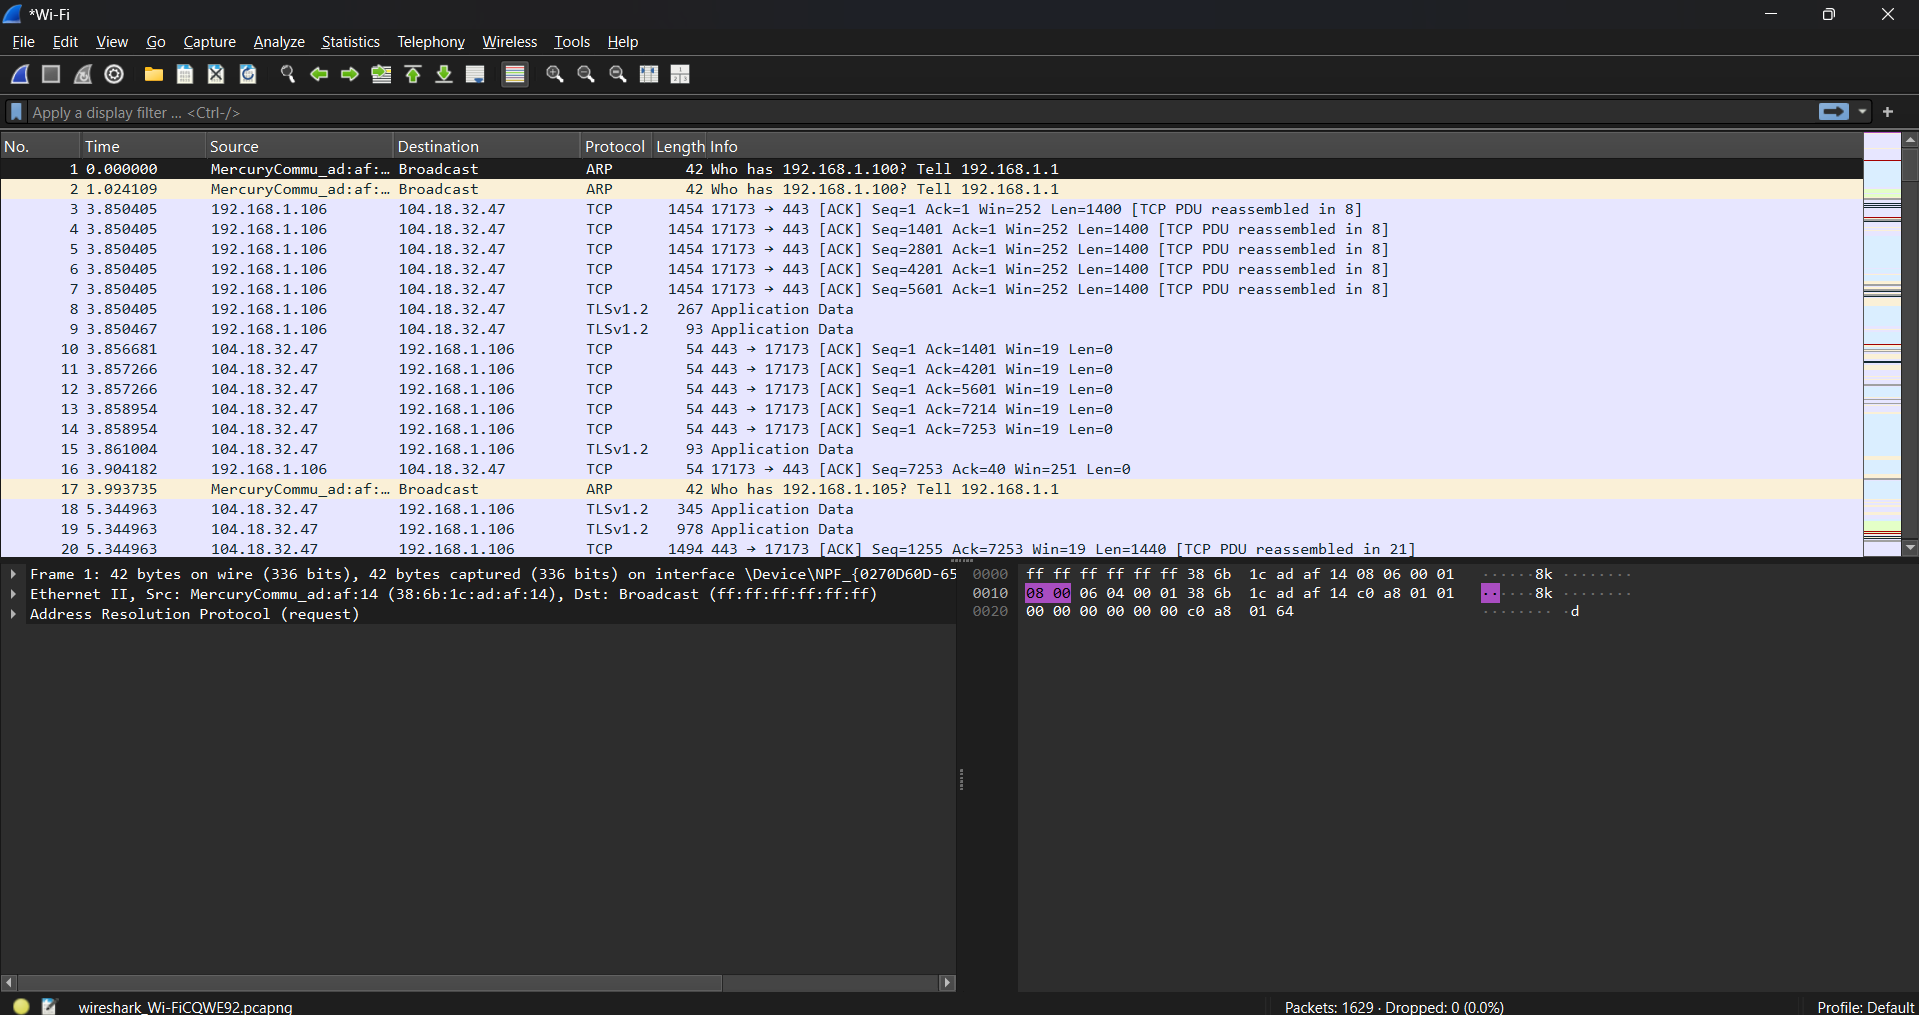 *Wi-Fi
File Edit View Go Capture Analyze Statistics Telephony Wireless Tools Help
Apply a display filter ... <Ctrl-/>
No. Time Source Destination Protocol Length Info
1 0.000000 MercuryCommu_ad:af:… Broadcast ARP 42 Who has 192.168.1.100? Tell 192.168.1.1
2 1.024109 MercuryCommu_ad:af:… Broadcast ARP 42 Who has 192.168.1.100? Tell 192.168.1.1
3 3.850405 192.168.1.106 104.18.32.47 TCP 1454 17173 → 443 [ACK] Seq=1 Ack=1 Win=252 Len=1400 [TCP PDU reassembled in 8]
4 3.850405 192.168.1.106 104.18.32.47 TCP 1454 17173 → 443 [ACK] Seq=1401 Ack=1 Win=252 Len=1400 [TCP PDU reassembled in 8]
5 3.850405 192.168.1.106 104.18.32.47 TCP 1454 17173 → 443 [ACK] Seq=2801 Ack=1 Win=252 Len=1400 [TCP PDU reassembled in 8]
6 3.850405 192.168.1.106 104.18.32.47 TCP 1454 17173 → 443 [ACK] Seq=4201 Ack=1 Win=252 Len=1400 [TCP PDU reassembled in 8]
7 3.850405 192.168.1.106 104.18.32.47 TCP 1454 17173 → 443 [ACK] Seq=5601 Ack=1 Win=252 Len=1400 [TCP PDU reassembled in 8]
8 3.850405 192.168.1.106 104.18.32.47 TLSv1.2 267 Application Data
9 3.850467 192.168.1.106 104.18.32.47 TLSv1.2 93 Application Data
10 3.856681 104.18.32.47 192.168.1.106 TCP 54 443 → 17173 [ACK] Seq=1 Ack=1401 Win=19 Len=0
11 3.857266 104.18.32.47 192.168.1.106 TCP 54 443 → 17173 [ACK] Seq=1 Ack=4201 Win=19 Len=0
12 3.857266 104.18.32.47 192.168.1.106 TCP 54 443 → 17173 [ACK] Seq=1 Ack=5601 Win=19 Len=0
13 3.858954 104.18.32.47 192.168.1.106 TCP 54 443 → 17173 [ACK] Seq=1 Ack=7214 Win=19 Len=0
14 3.858954 104.18.32.47 192.168.1.106 TCP 54 443 → 17173 [ACK] Seq=1 Ack=7253 Win=19 Len=0
15 3.861004 104.18.32.47 192.168.1.106 TLSv1.2 93 Application Data
16 3.904182 192.168.1.106 104.18.32.47 TCP 54 17173 → 443 [ACK] Seq=7253 Ack=40 Win=251 Len=0
17 3.993735 MercuryCommu_ad:af:… Broadcast ARP 42 Who has 192.168.1.105? Tell 192.168.1.1
18 5.344963 104.18.32.47 192.168.1.106 TLSv1.2 345 Application Data
19 5.344963 104.18.32.47 192.168.1.106 TLSv1.2 978 Application Data
20 5.344963 104.18.32.47 192.168.1.106 TCP 1494 443 → 17173 [ACK] Seq=1255 Ack=7253 Win=19 Len=1440 [TCP PDU reassembled in 21]
Frame 1: 42 bytes on wire (336 bits), 42 bytes captured (336 bits) on interface \Device\NPF_{0270D60D-65
Ethernet II, Src: MercuryCommu_ad:af:14 (38:6b:1c:ad:af:14), Dst: Broadcast (ff:ff:ff:ff:ff:ff)
Address Resolution Protocol (request)
0000 ff ff ff ff ff ff 38 6b 1c ad af 14 08 06 00 01 ······8k ········
0010 08 00 06 04 00 01 38 6b 1c ad af 14 c0 a8 01 01 ······8k ········
0020 00 00 00 00 00 00 c0 a8 01 64 ········ ·d
wireshark_Wi-FiCQWE92.pcapng
Packets: 1629 · Dropped: 0 (0.0%)
Profile: Default